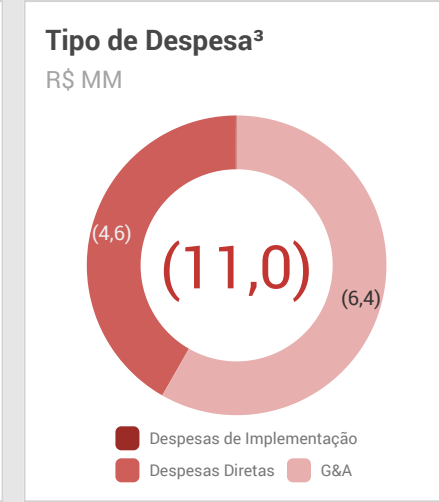 Tipo de Despesa³
R$ MM
(4,6)
(11,0)
(6,4)
Despesas de Implementação
Despesas Diretas G&A